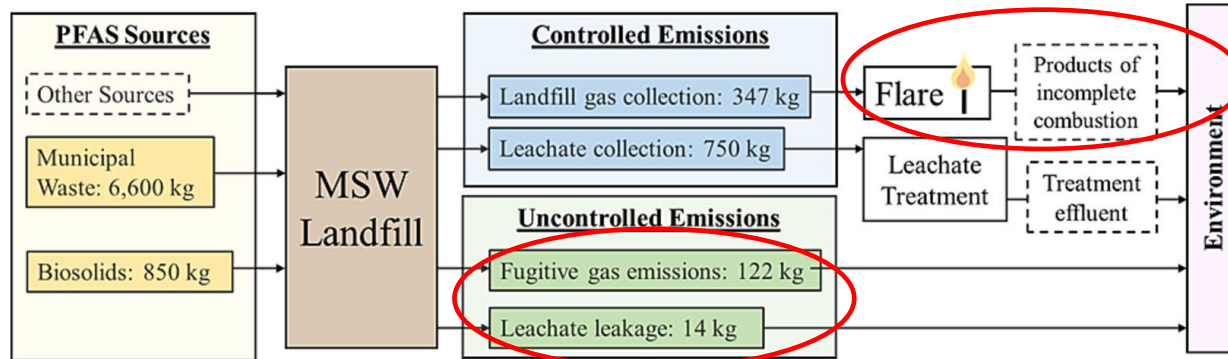 PFAS Sources
Other Sources
Municipal
Waste: 6,600 kg
Biosolids: 850 kg
MSW
Landfill
Controlled Emissions
Landfill gas collection: 347 kg
Leachate collection: 750 kg
Uncontrolled Emissions
Fugitive gas emissions: 122 kg
Leachate leakage: 14 kg
Flare
Products of
incomplete
combustion
Leachate
Treatment
Treatment
effluent
Environment